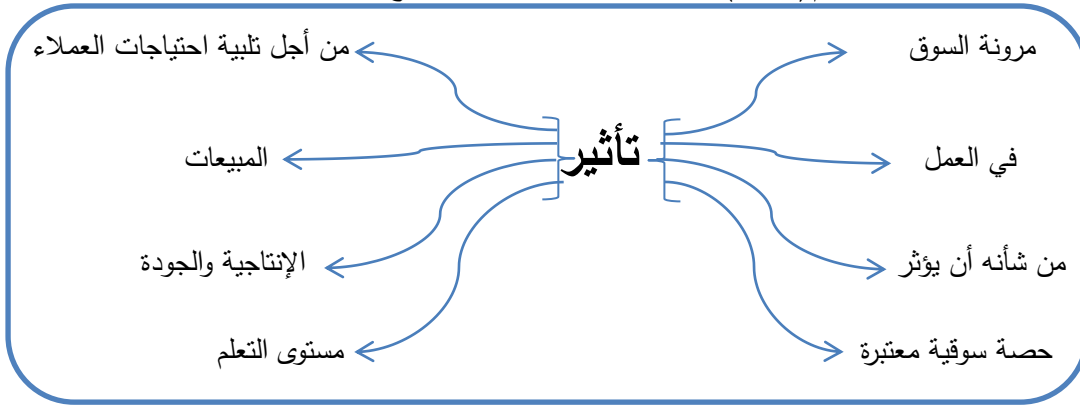 مرونة السوق
من أجل تلبية احتياجات العملاء
تأثير
في العمل
المبيعات
من شأنه أن يؤثر
الإنتاجية والجودة
حصة سوقية معتبرة
مستوى التعلم